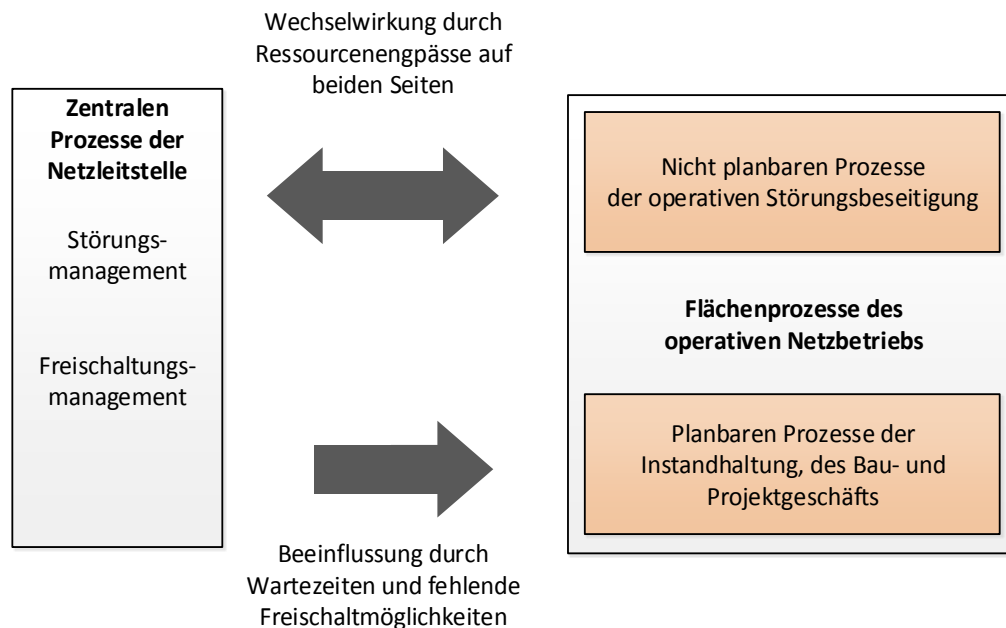 Wechselwirkung durch
Ressourcenengpässe auf
beiden Seiten
Zentralen
Prozesse der
Netzleitstelle
Störungs-
management
Freischaltungs-
management
Nicht planbaren Prozesse
der operativen Störungsbeseitigung
Flächenprozesse des
operativen Netzbetriebs
Planbaren Prozesse der
Instandhaltung, des Bau- und
Projektgeschäfts
Beeinflussung durch
Wartezeiten und fehlende
Freischaltmöglichkeiten